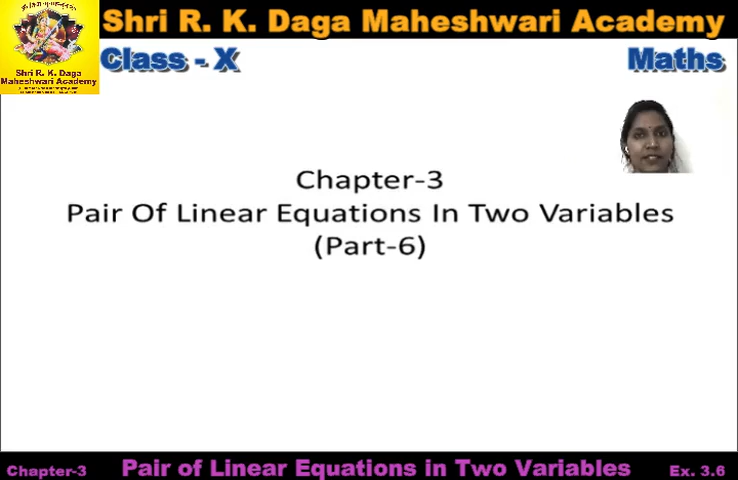 Shri R. K. Daga Maheshwari Academy
Shri R. K. Daga
Maheshwari Academy
Class - X
Maths
Chapter-3
Pair Of Linear Equations In Two Variables
(Part-6)
Chapter-3 Pair of Linear Equations in Two Variables Ex. 3.6